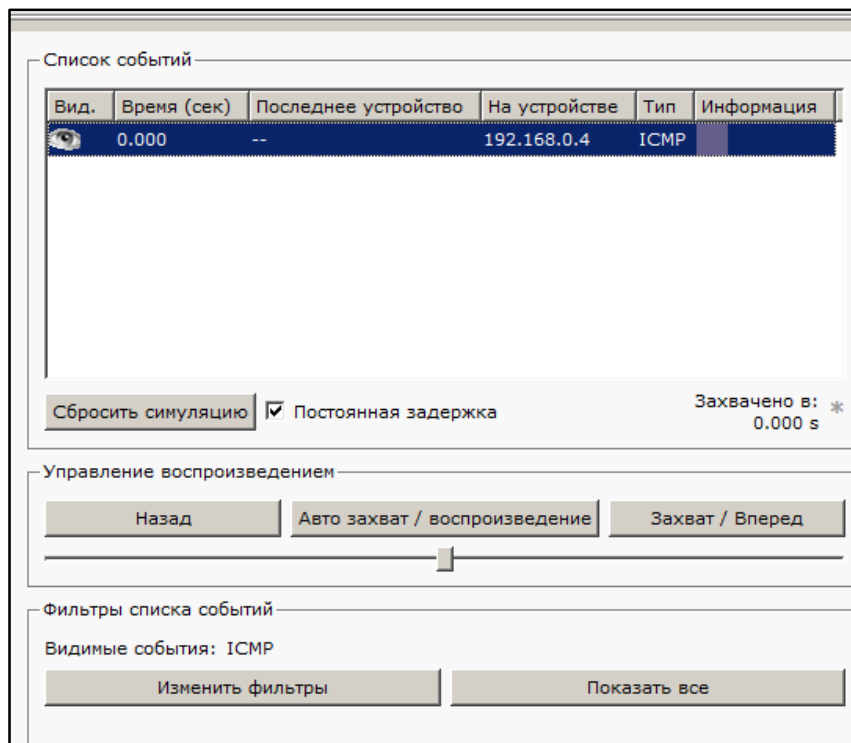 Список событий
Вид. Время (сек) Последнее устройство На устройстве Тип Информация
0.000 -- 192.168.0.4 ICMP
Сбросить симуляцию Постоянная задержка Захвачено в: *
0.000 s
Управление воспроизведением
Назад Авто захват / воспроизведение Захват / Вперед
Фильтры списка событий
Видимые события: ICMP
Изменить фильтры Показать все